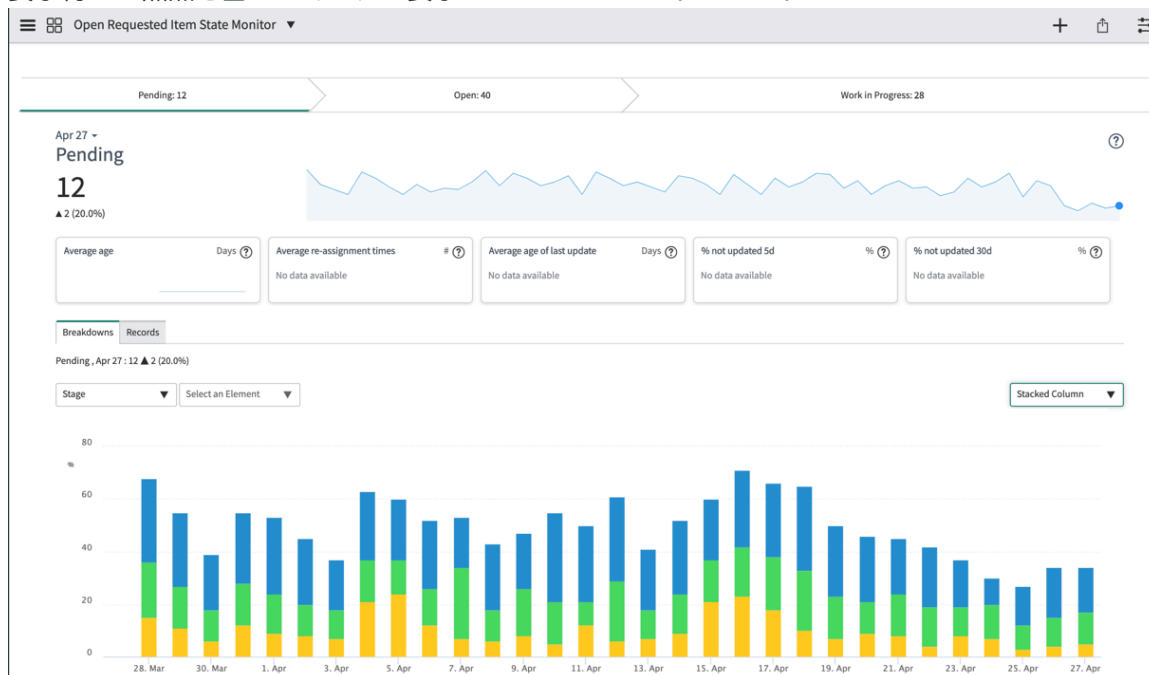 Open Requested Item State Monitor ▼
Pending: 12
Open: 40
Work in Progress: 28
Apr 27
Pending
12
▲ 2 (20.0%)
Average age Days
Average re-assignment times #
No data available
Average age of last update Days
No data available
% not updated 5d %
No data available
% not updated 30d %
No data available
Breakdowns Records
Pending , Apr 27 : 12 ▲ 2 (20.0%)
Stage ▼ Select an Element ▼ Stacked Column ▼
80
#
60
40
20
0
28. Mar 30. Mar 1. Apr 3. Apr 5. Apr 7. Apr 9. Apr 11. Apr 13. Apr 15. Apr 17. Apr 19. Apr 21. Apr 23. Apr 25. Apr 27. Apr